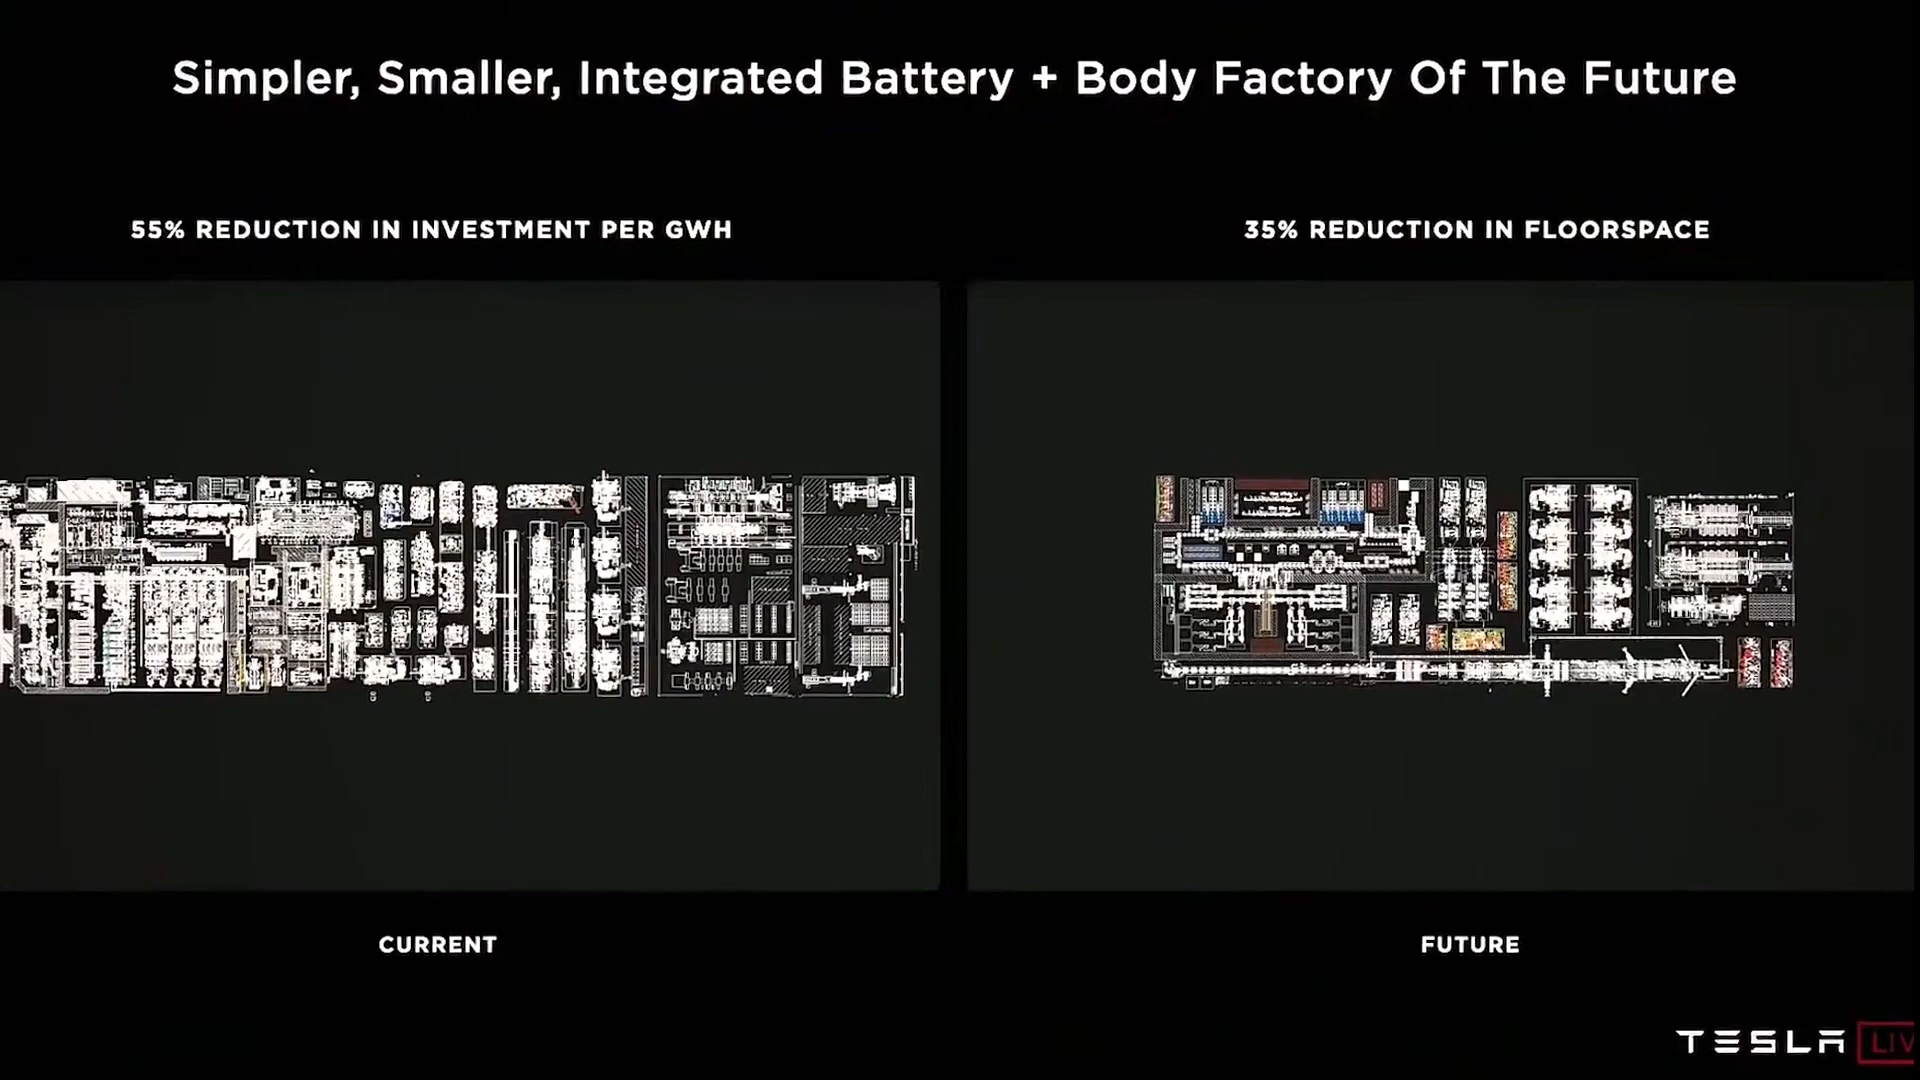 Simpler, Smaller, Integrated Battery + Body Factory Of The Future
55% REDUCTION IN INVESTMENT PER GWH
35% REDUCTION IN FLOORSPACE
CURRENT
FUTURE
TESLA LIV